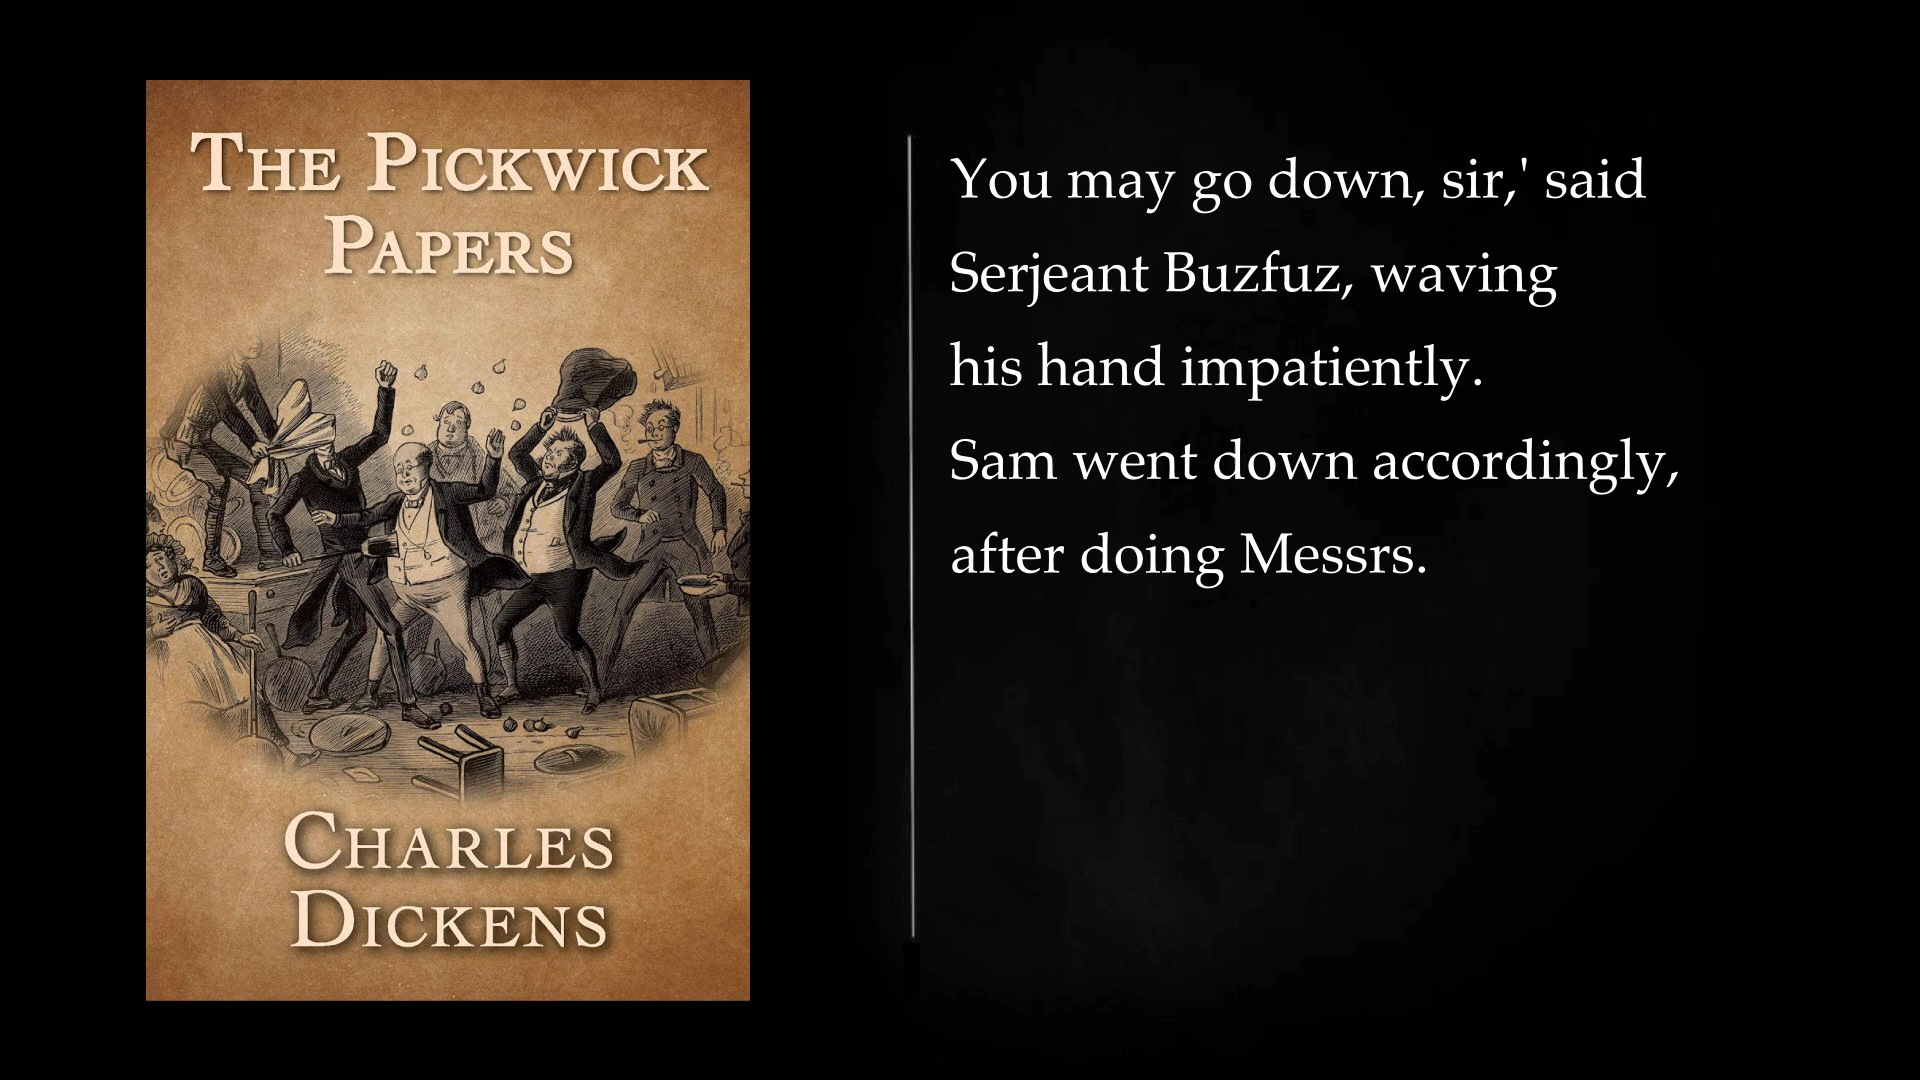 THE PICKWICK
PAPERS
CHARLES
DICKENS
You may go down, sir,' said
Serjeant Buzfuz, waving
his hand impatiently.
Sam went down accordingly,
after doing Messrs.